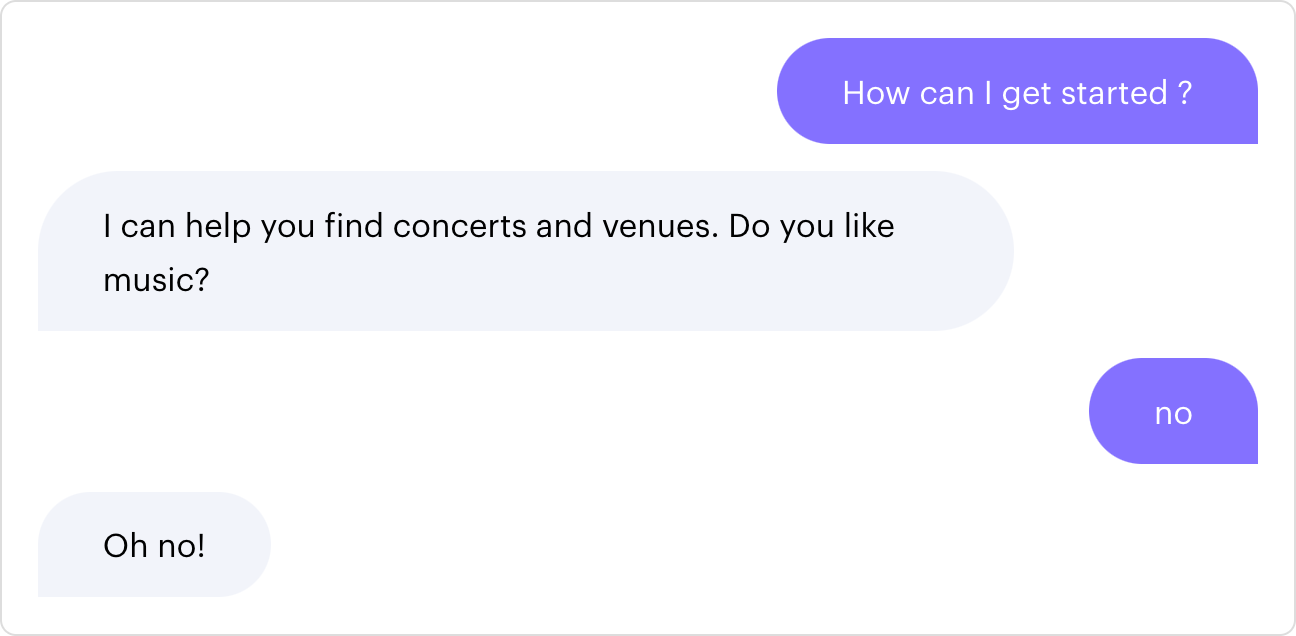 How can I get started ?
I can help you find concerts and venues. Do you like
music?
no
Oh no!